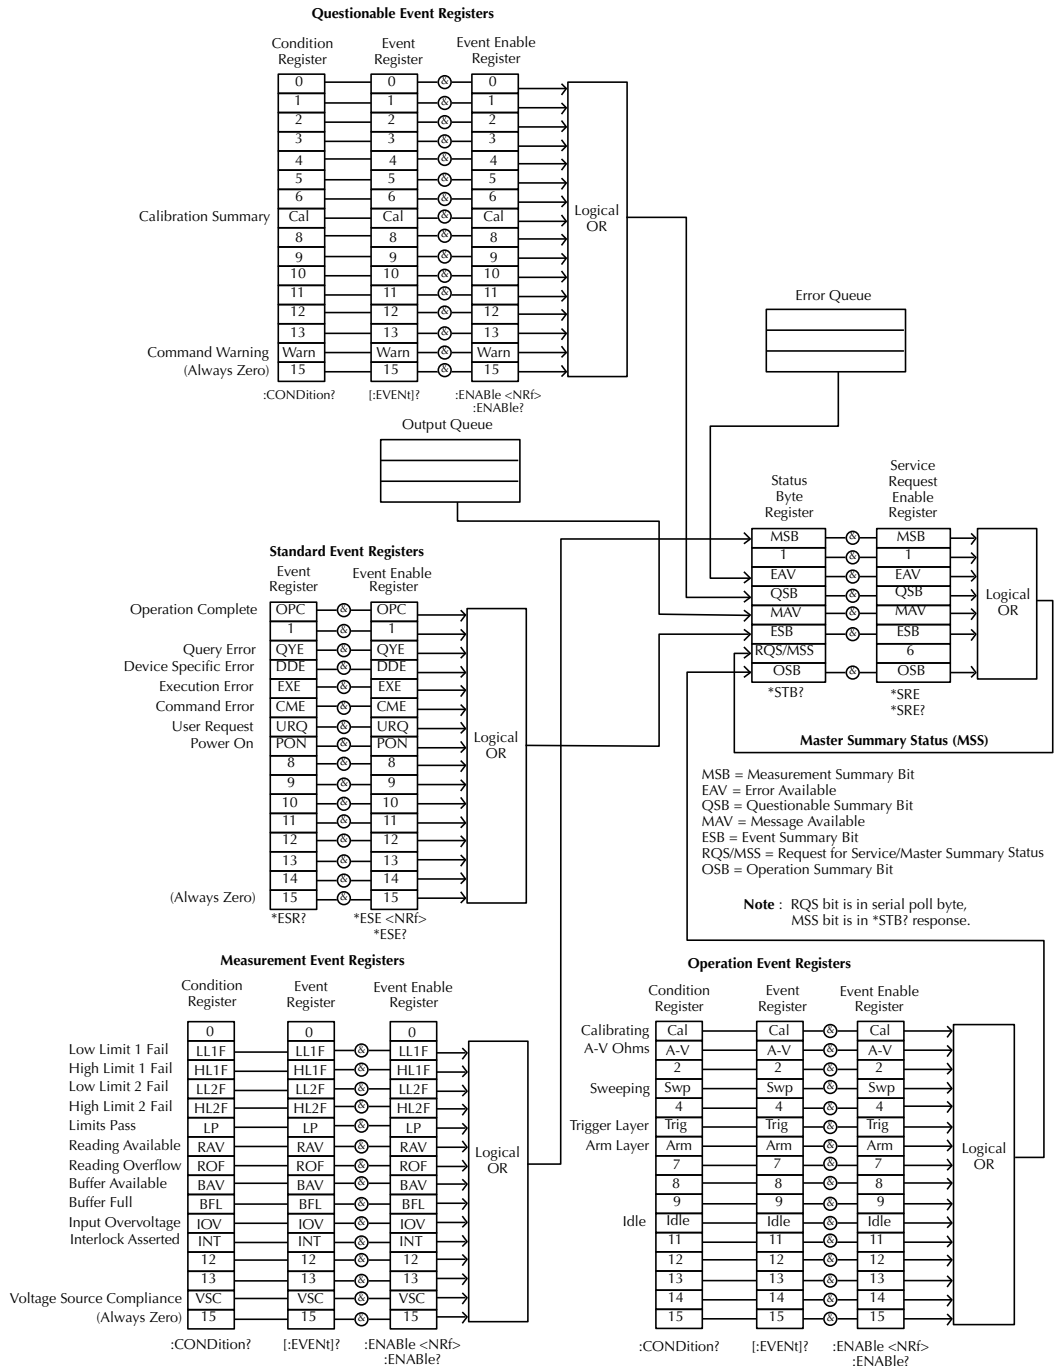 Questionable Event Registers
Condition Register
Event Register
Event Enable Register
0 0 0
1 1 1
2 2 2
3 3 3
4 4 4
5 5 5
6 6 6
Calibration Summary Cal Cal Cal
8 8 8
9 9 9
10 10 10
11 11 11
12 12 12
13 13 13
Command Warning Warn Warn Warn
(Always Zero) 15 15 15
& & & & & & & & & & & & & & & &
Logical OR
:CONDition?
[:EVENt]?
:ENABle <NRf>
:ENABle?
Error Queue
Output Queue
Status Byte Register
Service Request Enable Register
MSB & MSB
1 & 1
EAV & EAV
QSB & QSB
MAV & MAV
ESB & ESB
RQS/MSS 6
OSB & OSB
Logical OR
*STB?
*SRE
*SRE?
Master Summary Status (MSS)
MSB = Measurement Summary Bit
EAV = Error Available
QSB = Questionable Summary Bit
MAV = Message Available
ESB = Event Summary Bit
RQS/MSS = Request for Service/Master Summary Status
OSB = Operation Summary Bit
Note : RQS bit is in serial poll byte,
MSS bit is in *STB? response.
Standard Event Registers
Event Register
Event Enable Register
Operation Complete OPC & OPC
1 & 1
Query Error QYE & QYE
Device Specific Error DDE & DDE
Execution Error EXE & EXE
Command Error CME & CME
User Request URQ & URQ
Power On PON & PON
8 & 8
9 & 9
10 & 10
11 & 11
12 & 12
13 & 13
14 & 14
(Always Zero) 15 & 15
Logical OR
*ESR?
*ESE <NRf>
*ESE?
Measurement Event Registers
Condition Register
Event Register
Event Enable Register
0 0 0
Low Limit 1 Fail LL1F LL1F & LL1F
High Limit 1 Fail HL1F HL1F & HL1F
Low Limit 2 Fail LL2F LL2F & LL2F
High Limit 2 Fail HL2F HL2F & HL2F
Limits Pass LP LP & LP
Reading Available RAV RAV & RAV
Reading Overflow ROF ROF & ROF
Buffer Available BAV BAV & BAV
Buffer Full BFL BFL & BFL
Input Overvoltage IOV IOV & IOV
Interlock Asserted INT INT & INT
12 12 & 12
13 13 & 13
Voltage Source Compliance VSC VSC & VSC
(Always Zero) 15 15 & 15
Logical OR
:CONDition?
[:EVENt]?
:ENABle <NRf>
:ENABle?
Operation Event Registers
Condition Register
Event Register
Event Enable Register
Calibrating Cal Cal & Cal
A-V Ohms A-V A-V & A-V
2 2 & 2
Sweeping Swp Swp & Swp
4 4 & 4
Trigger Layer Trig Trig & Trig
Arm Layer Arm Arm & Arm
7 7 & 7
8 8 & 8
9 9 & 9
Idle Idle Idle & Idle
11 11 & 11
12 12 & 12
13 13 & 13
14 14 & 14
15 15 & 15
Logical OR
:CONDition?
[:EVENt]?
:ENABle <NRf>
:ENABle?